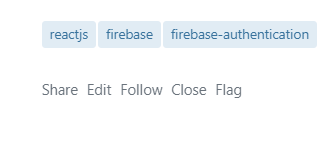 reactjs firebase firebase-authentication
Share Edit Follow Close Flag